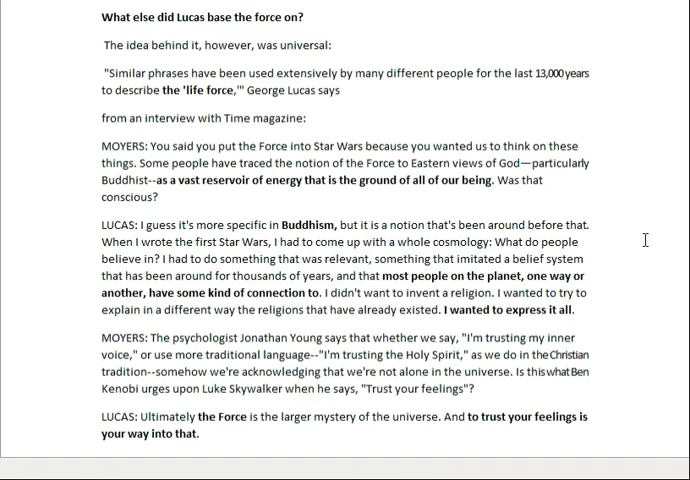 What else did Lucas base the force on?
The idea behind it, however, was universal:
"Similar phrases have been used extensively by many different people for the last 13,000 years
to describe the 'life force,'" George Lucas says
from an interview with Time magazine:
MOYERS: You said you put the Force into Star Wars because you wanted us to think on these
things. Some people have traced the notion of the Force to Eastern views of God—particularly
Buddhist--as a vast reservoir of energy that is the ground of all of our being. Was that
conscious?
LUCAS: I guess it's more specific in Buddhism, but it is a notion that's been around before that.
When I wrote the first Star Wars, I had to come up with a whole cosmology: What do people
believe in? I had to do something that was relevant, something that imitated a belief system
that has been around for thousands of years, and that most people on the planet, one way or
another, have some kind of connection to. I didn't want to invent a religion. I wanted to try to
explain in a different way the religions that have already existed. I wanted to express it all.
MOYERS: The psychologist Jonathan Young says that whether we say, "I'm trusting my inner
voice," or use more traditional language--"I'm trusting the Holy Spirit," as we do in the Christian
tradition--somehow we're acknowledging that we're not alone in the universe. Is this what Ben
Kenobi urges upon Luke Skywalker when he says, "Trust your feelings"?
LUCAS: Ultimately the Force is the larger mystery of the universe. And to trust your feelings is
your way into that.